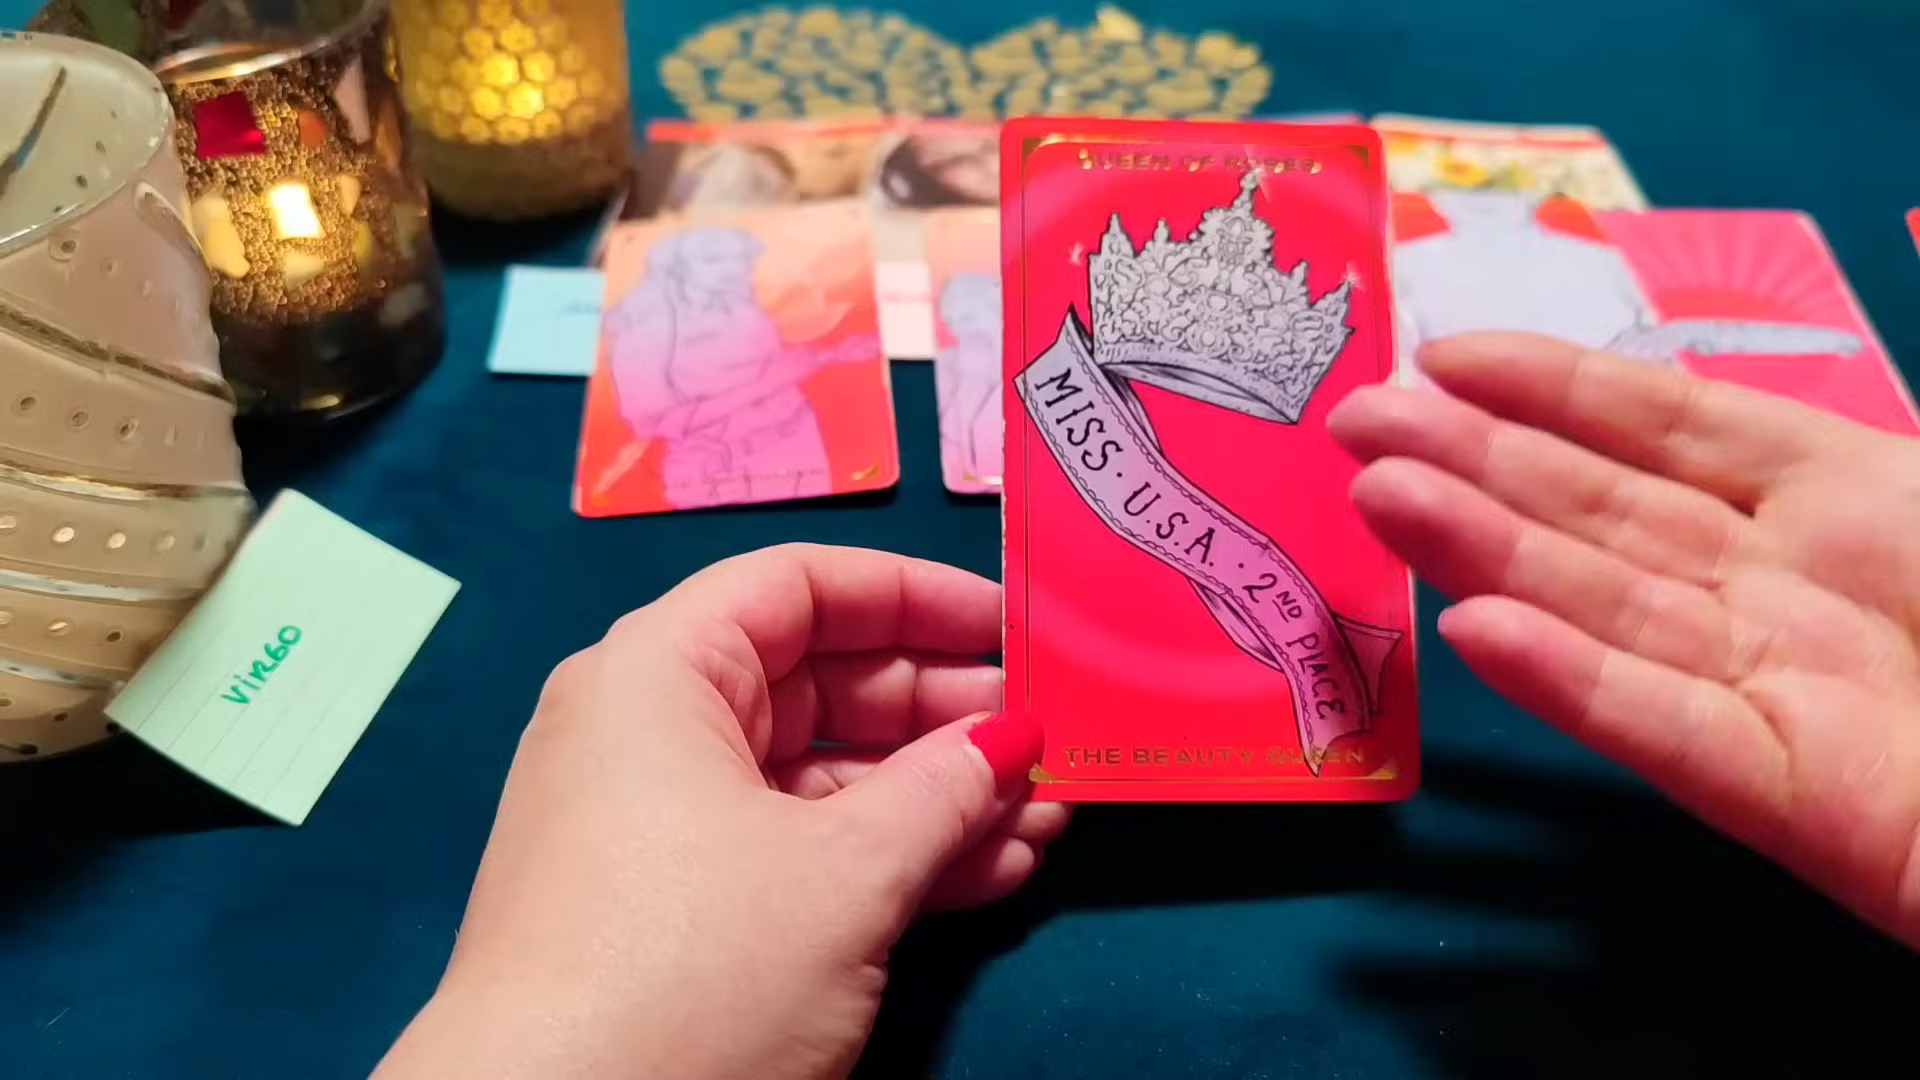 QUEEN OF ROSES
MISS · U.S.A. · 2ND PLACE
THE BEAUTY QUEEN
VIRGO